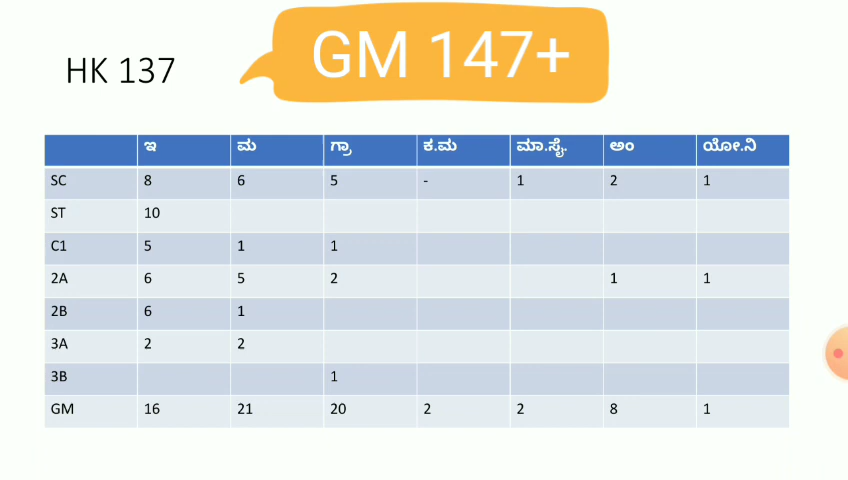 GM 147+
HK 137
ಇ ಮ ಗ್ರಾ ಕ.ಮ ಮಾ.ಸೈ. ಅಂ ಯೋ.ನಿ
SC 8 6 5 - 1 2 1
ST 10
C1 5 1 1
2A 6 5 2 1 1
2B 6 1
3A 2 2
3B 1
GM 16 21 20 2 2 8 1